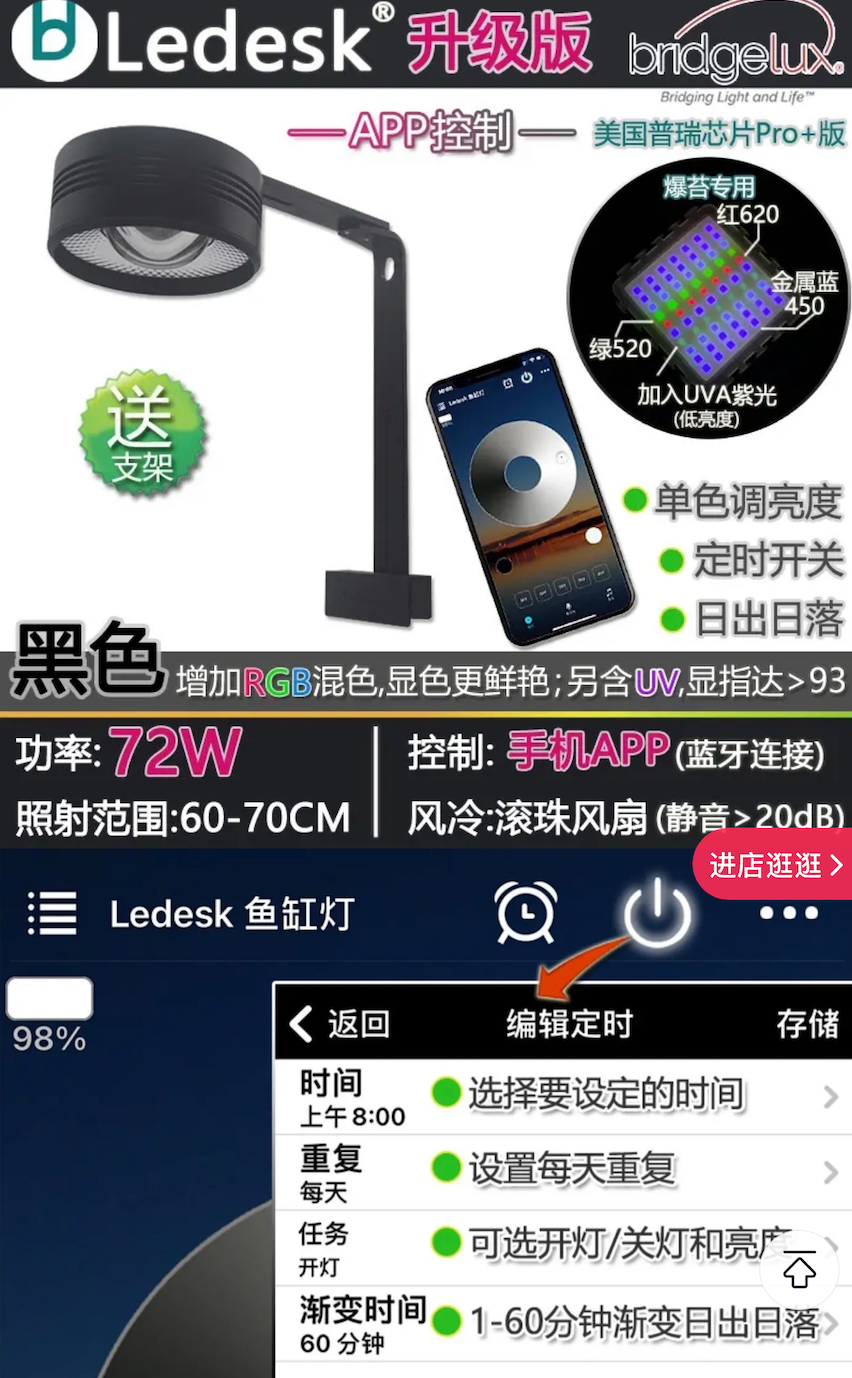 Ledesk® 升级版 bridgelux.
Bridging Light and Life™
APP控制
美国普瑞芯片Pro+版
爆苔专用
红620
金属蓝
450
绿520
加入UVA紫光
(低亮度)
送
支架
Ledesk 鱼缸灯
单色调亮度
定时开关
日出日落
黑色
增加RGB混色,显色更鲜艳;另含UV,显指达>93
功率:72W
控制: 手机APP(蓝牙连接)
照射范围:60-70CM
风冷:滚珠风扇(静音>20dB)
进店逛逛
Ledesk 鱼缸灯
98%
返回 编辑定时 存储
时间
上午 8:00
选择要设定的时间
重复
每天
设置每天重复
任务
开灯
可选开灯/关灯和亮度
渐变时间
60 分钟
1-60分钟渐变日出日落